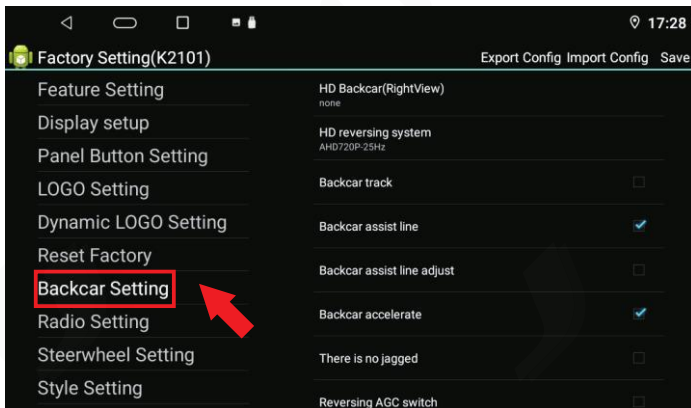 17:28
Factory Setting(K2101)
Export Config Import Config Save
Feature Setting
Display setup
Panel Button Setting
LOGO Setting
Dynamic LOGO Setting
Reset Factory
Backcar Setting
Radio Setting
Steerwheel Setting
Style Setting
HD Backcar(RightView)
none
HD reversing system
AHD720P-25Hz
Backcar track
Backcar assist line
Backcar assist line adjust
Backcar accelerate
There is no jagged
Reversing AGC switch